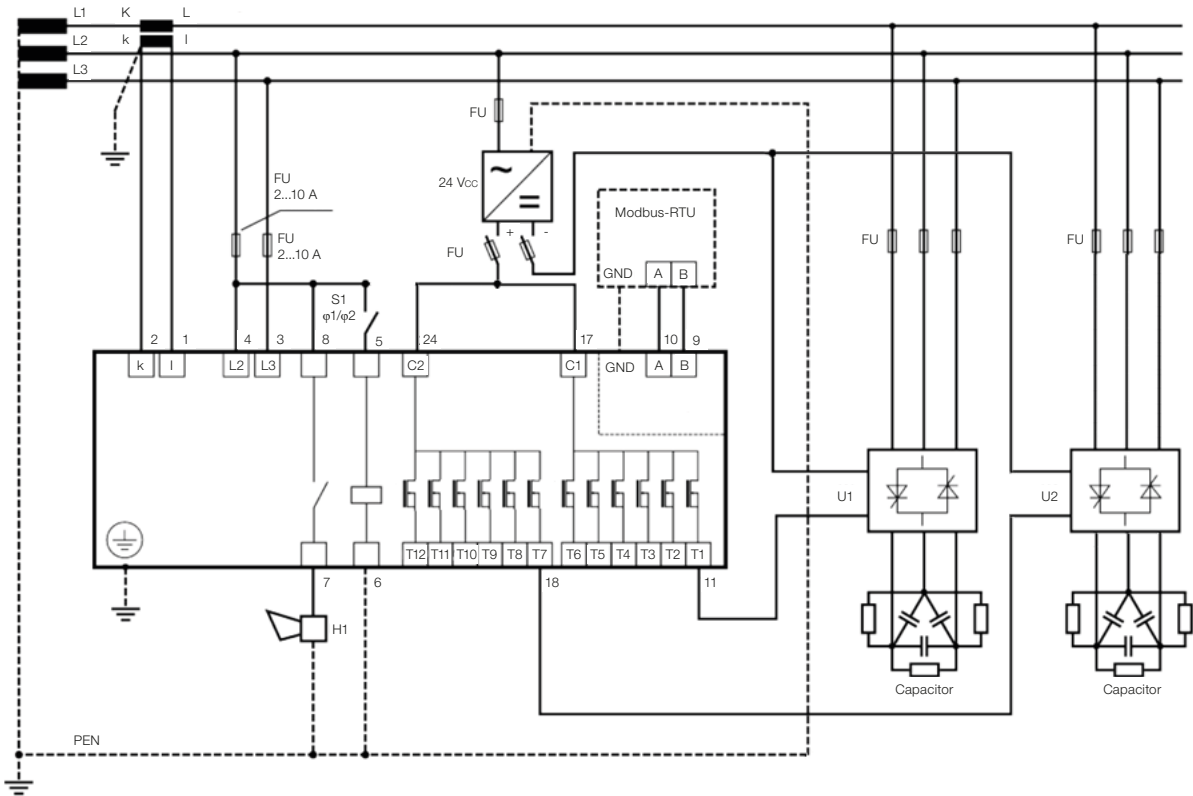 L1 K L
L2 k l
L3
FU
24 Vcc
FU
2...10 A
FU
2...10 A
Modbus-RTU
+ -
FU
GND A B
FU
FU
S1
φ1/φ2
2 1 4 3 8 5 24 17 10 9
k l L2 L3 C2 C1 GND A B
U1
U2
T12 T11 T10 T9 T8 T7 T6 T5 T4 T3 T2 T1
7 6 18 11
H1
Capacitor
Capacitor
PEN